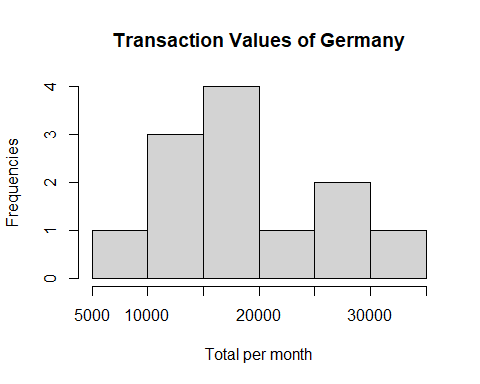 Transaction Values of Germany
4
3
2
1
0
Frequencies
5000 10000 20000 30000
Total per month